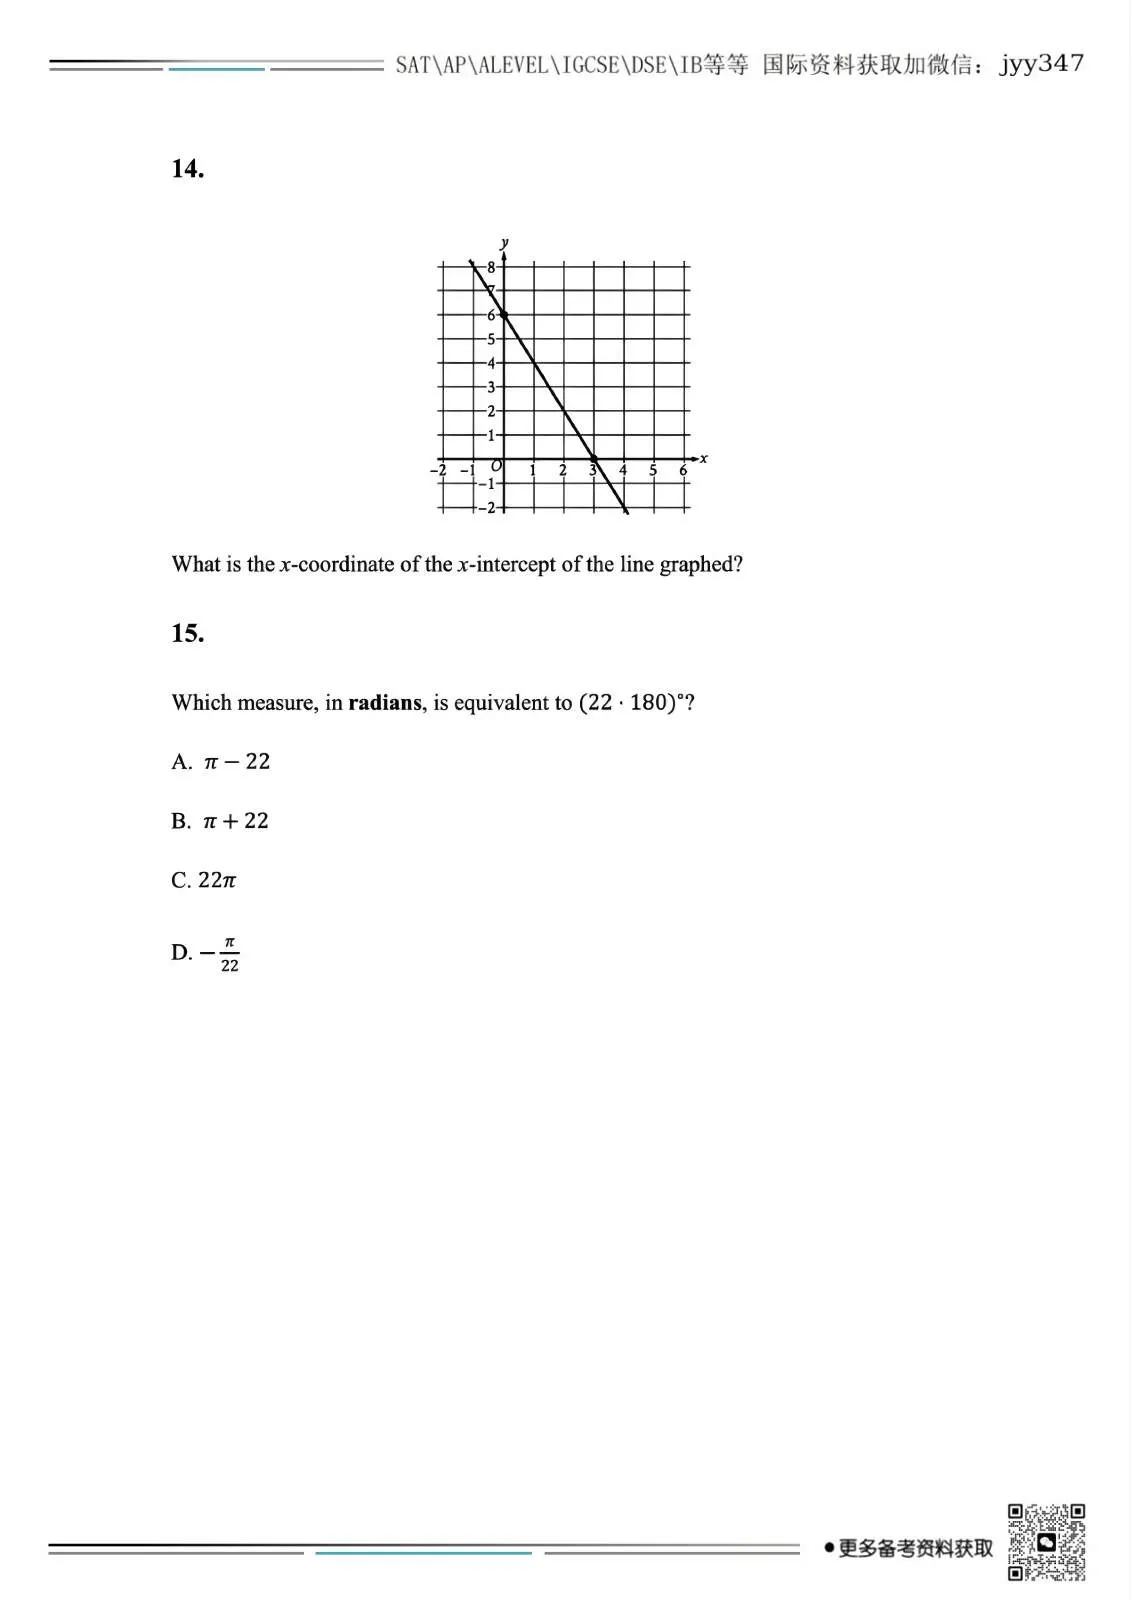 SAT\AP\ALEVEL\IGCSE\DSE\IB等等 国际资料获取加微信: jyy347
14.
y
8
7
6
5
4
3
2
1
x
-2 -1 O 1 2 3 4 5 6
-1
-2
What is the x-coordinate of the x-intercept of the line graphed?
15.
Which measure, in radians, is equivalent to (22 · 180)°?
A. π − 22
B. π + 22
C. 22π
D. −π/22
●更多备考资料获取